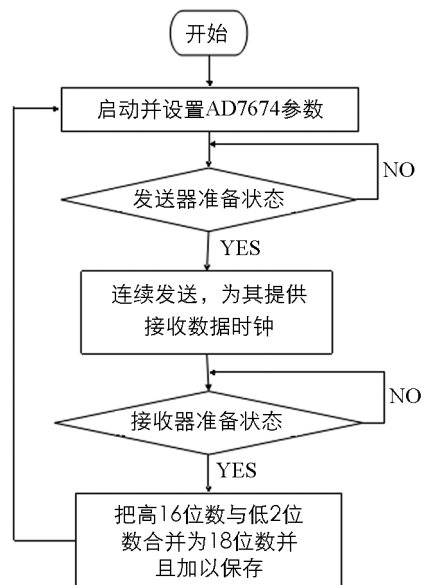 开始
启动并设置AD7674参数
NO
发送器准备状态
YES
连续发送，为其提供
接收数据时钟
NO
接收器准备状态
YES
把高16位数与低2位
数合并为18位数并
且加以保存